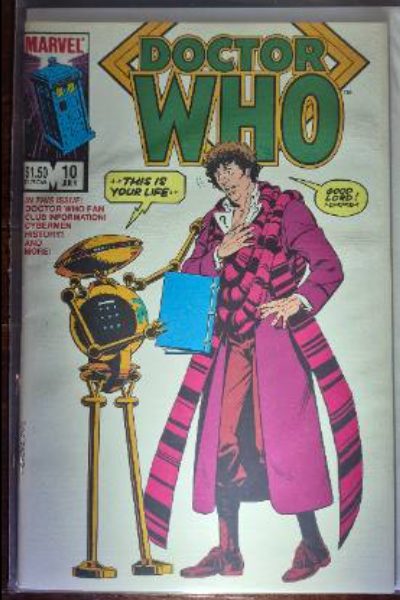 MARVEL
DOCTOR
WHO
™
$1.50
10
JULY
IN THIS ISSUE:
DOCTOR WHO FAN
CLUB INFORMATION!
CYBERMEN
HISTORY!
AND
MORE!
++THIS IS
YOUR LIFE++
GOOD
LORD!